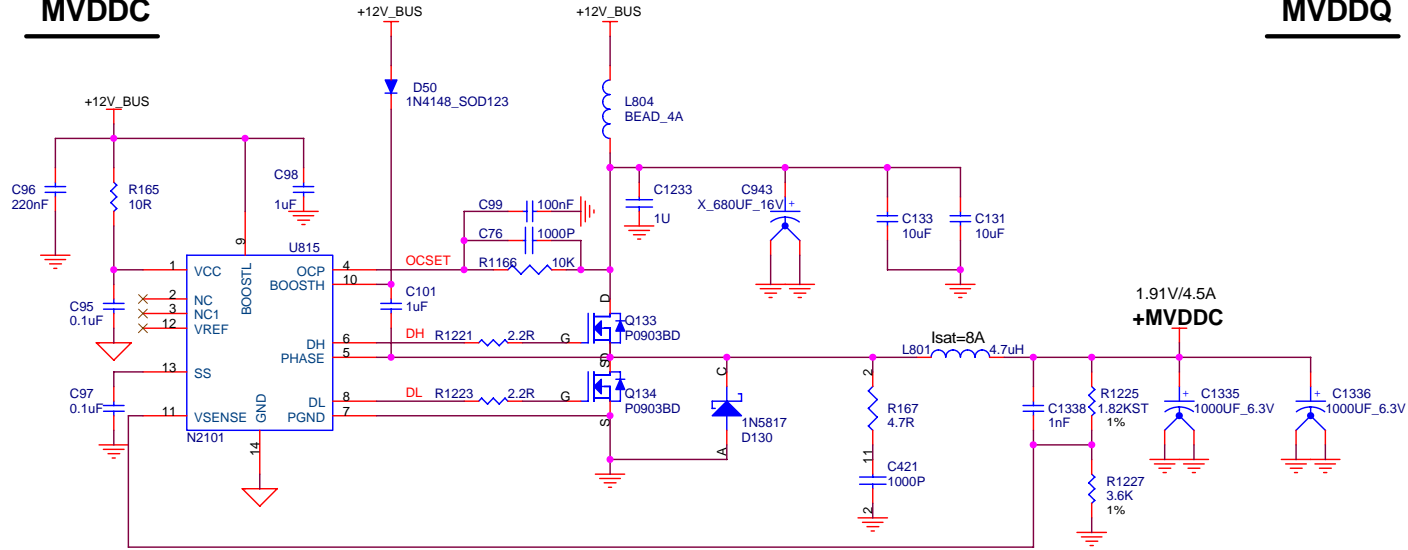 MVDDC
MVDDQ
+12V_BUS
+12V_BUS
+12V_BUS
D50
1N4148_SOD123
L804
BEAD_4A
C96
220nF
R165
10R
C98
1uF
C99
100nF
C76
1000P
R1166
10K
OCSET
C1233
1U
C943
X_680UF_16V
+
C133
10uF
C131
10uF
U815
9
BOOSTL
1
VCC
2
NC
3
NC1
12
VREF
13
SS
11
VSENSE
GND
14
N2101
OCP
4
BOOSTH
10
DH
6
PHASE
5
DL
8
PGND
7
C95
0.1uF
C97
0.1uF
C101
1uF
DH
R1221
2.2R
G
D
S
Q133
P0903BD
DL
R1223
2.2R
G
D
S
Q134
P0903BD
C
1N5817
D130
A
2
R167
4.7R
11
C421
1000P
2
Isat=8A
L801
4.7uH
1.91V/4.5A
+MVDDC
C1338
1nF
R1225
1.82KST
1%
R1227
3.6K
1%
+
C1335
1000UF_6.3V
+
C1336
1000UF_6.3V